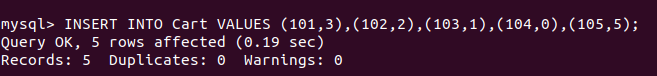 mysql> INSERT INTO Cart VALUES (101,3),(102,2),(103,1),(104,0),(105,5);
Query OK, 5 rows affected (0.19 sec)
Records: 5  Duplicates: 0  Warnings: 0